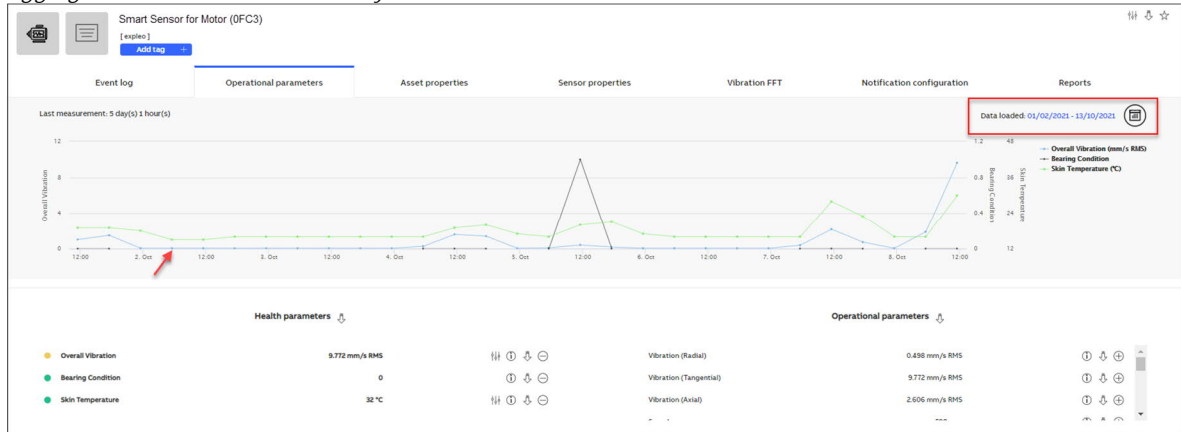 Smart Sensor for Motor (0FC3)
[ expleo ]
Add tag +
Event log
Operational parameters
Asset properties
Sensor properties
Vibration FFT
Notification configuration
Reports
Last measurement: 5 day(s) 1 hour(s)
Data loaded: 01/02/2021 - 13/10/2021
12
8
4
0
Overall Vibration
1.2
0.8
0.4
0
Bearing Condition
48
36
24
12
Skin Temperature
Overall Vibration (mm/s RMS)
Bearing Condition
Skin Temperature (°C)
12:00 2. Oct 12:00 3. Oct 12:00 4. Oct 12:00 5. Oct 12:00 6. Oct 12:00 7. Oct 12:00 8. Oct 12:00
Health parameters
Operational parameters
Overall Vibration 9.772 mm/s RMS
Vibration (Radial) 0.498 mm/s RMS
Bearing Condition 0
Vibration (Tangential) 9.772 mm/s RMS
Skin Temperature 32 °C
Vibration (Axial) 2.606 mm/s RMS